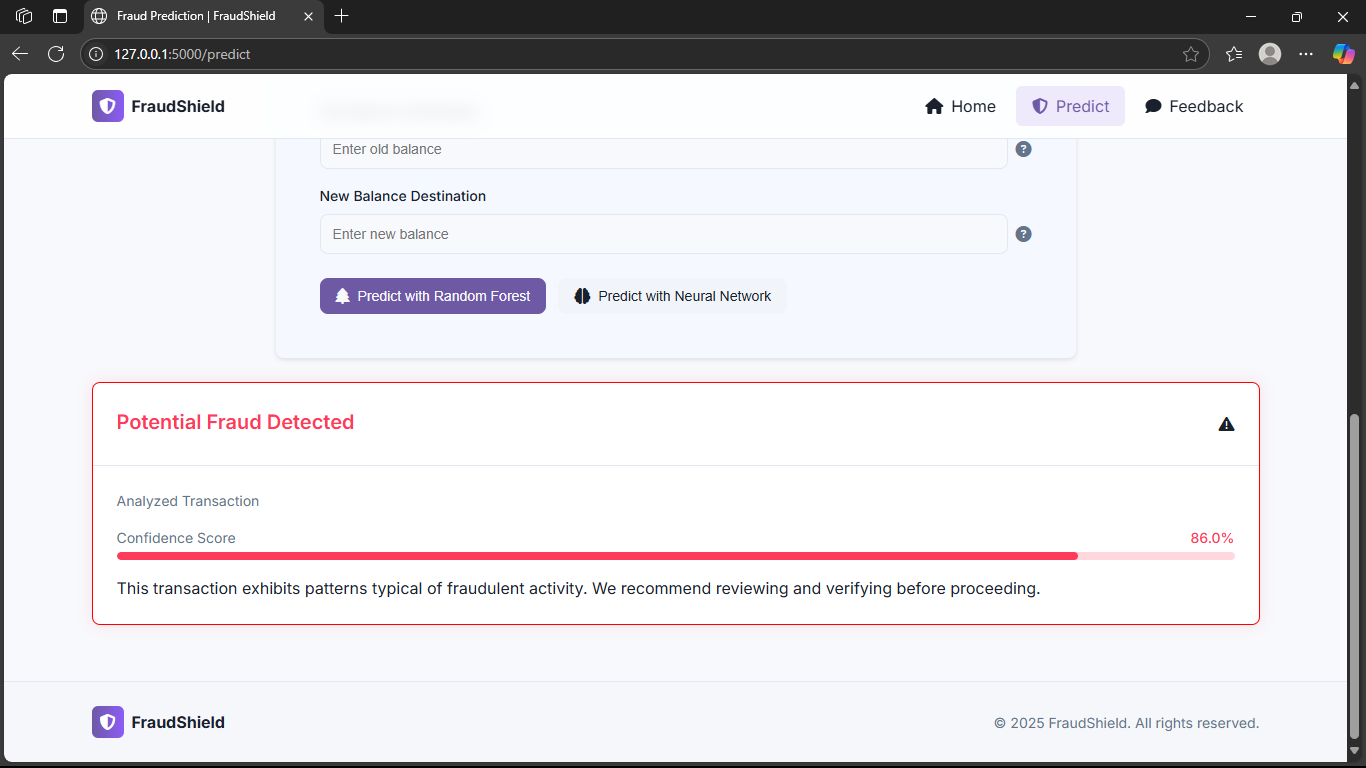 Fraud Prediction | FraudShield
127.0.0.1:5000/predict
FraudShield
Home
Predict
Feedback
Enter old balance
?
New Balance Destination
Enter new balance
?
Predict with Random Forest
Predict with Neural Network
Potential Fraud Detected
Analyzed Transaction
Confidence Score
86.0%
This transaction exhibits patterns typical of fraudulent activity. We recommend reviewing and verifying before proceeding.
FraudShield
© 2025 FraudShield. All rights reserved.